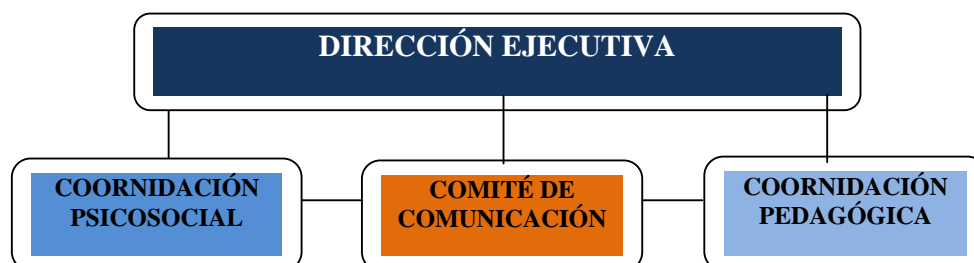 DIRECCIÓN EJECUTIVA
COORNIDACIÓN
PSICOSOCIAL
COMITÉ DE
COMUNICACIÓN
COORNIDACIÓN
PEDAGÓGICA